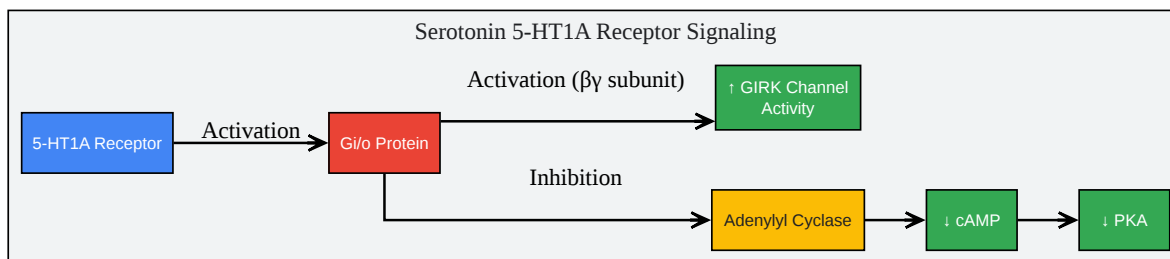 Serotonin 5-HT1A Receptor Signaling
Activation (βγ subunit)
↑ GIRK Channel
Activity
5-HT1A Receptor
Activation
Gi/o Protein
Inhibition
Adenylyl Cyclase
↓ cAMP
↓ PKA